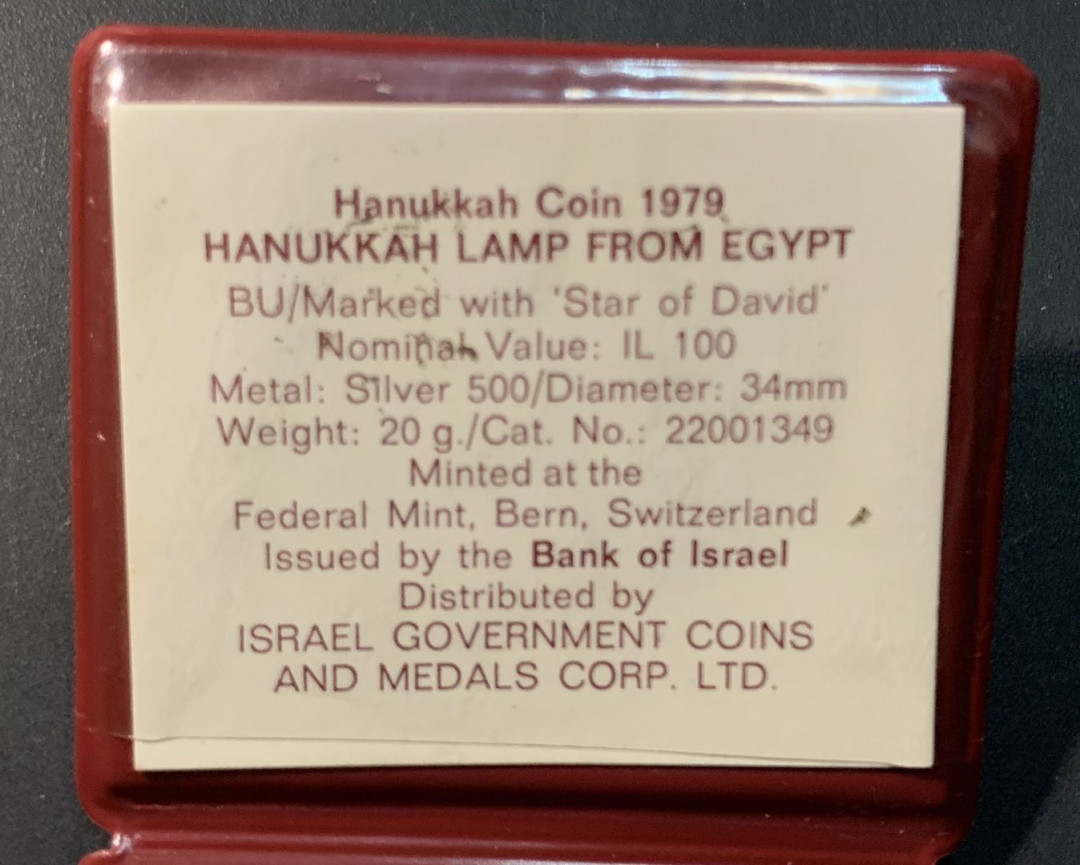 Hanukkah Coin 1979
HANUKKAH LAMP FROM EGYPT
BU/Marked with 'Star of David'
Nominal Value: IL 100
Metal: Silver 500/Diameter: 34mm
Weight: 20 g./Cat. No.: 22001349
Minted at the
Federal Mint, Bern, Switzerland
Issued by the Bank of Israel
Distributed by
ISRAEL GOVERNMENT COINS
AND MEDALS CORP. LTD.